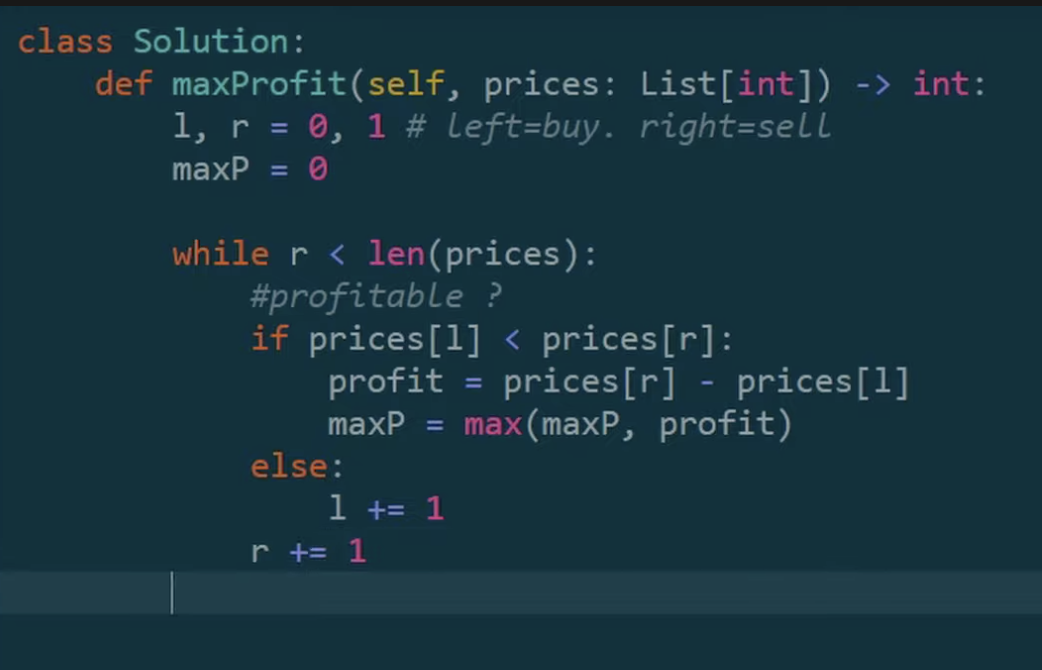 class Solution:
    def maxProfit(self, prices: List[int]) -> int:
        l, r = 0, 1 # left=buy. right=sell
        maxP = 0

        while r < len(prices):
            #profitable ?
            if prices[l] < prices[r]:
                profit = prices[r] - prices[l]
                maxP = max(maxP, profit)
            else:
                l += 1
            r += 1